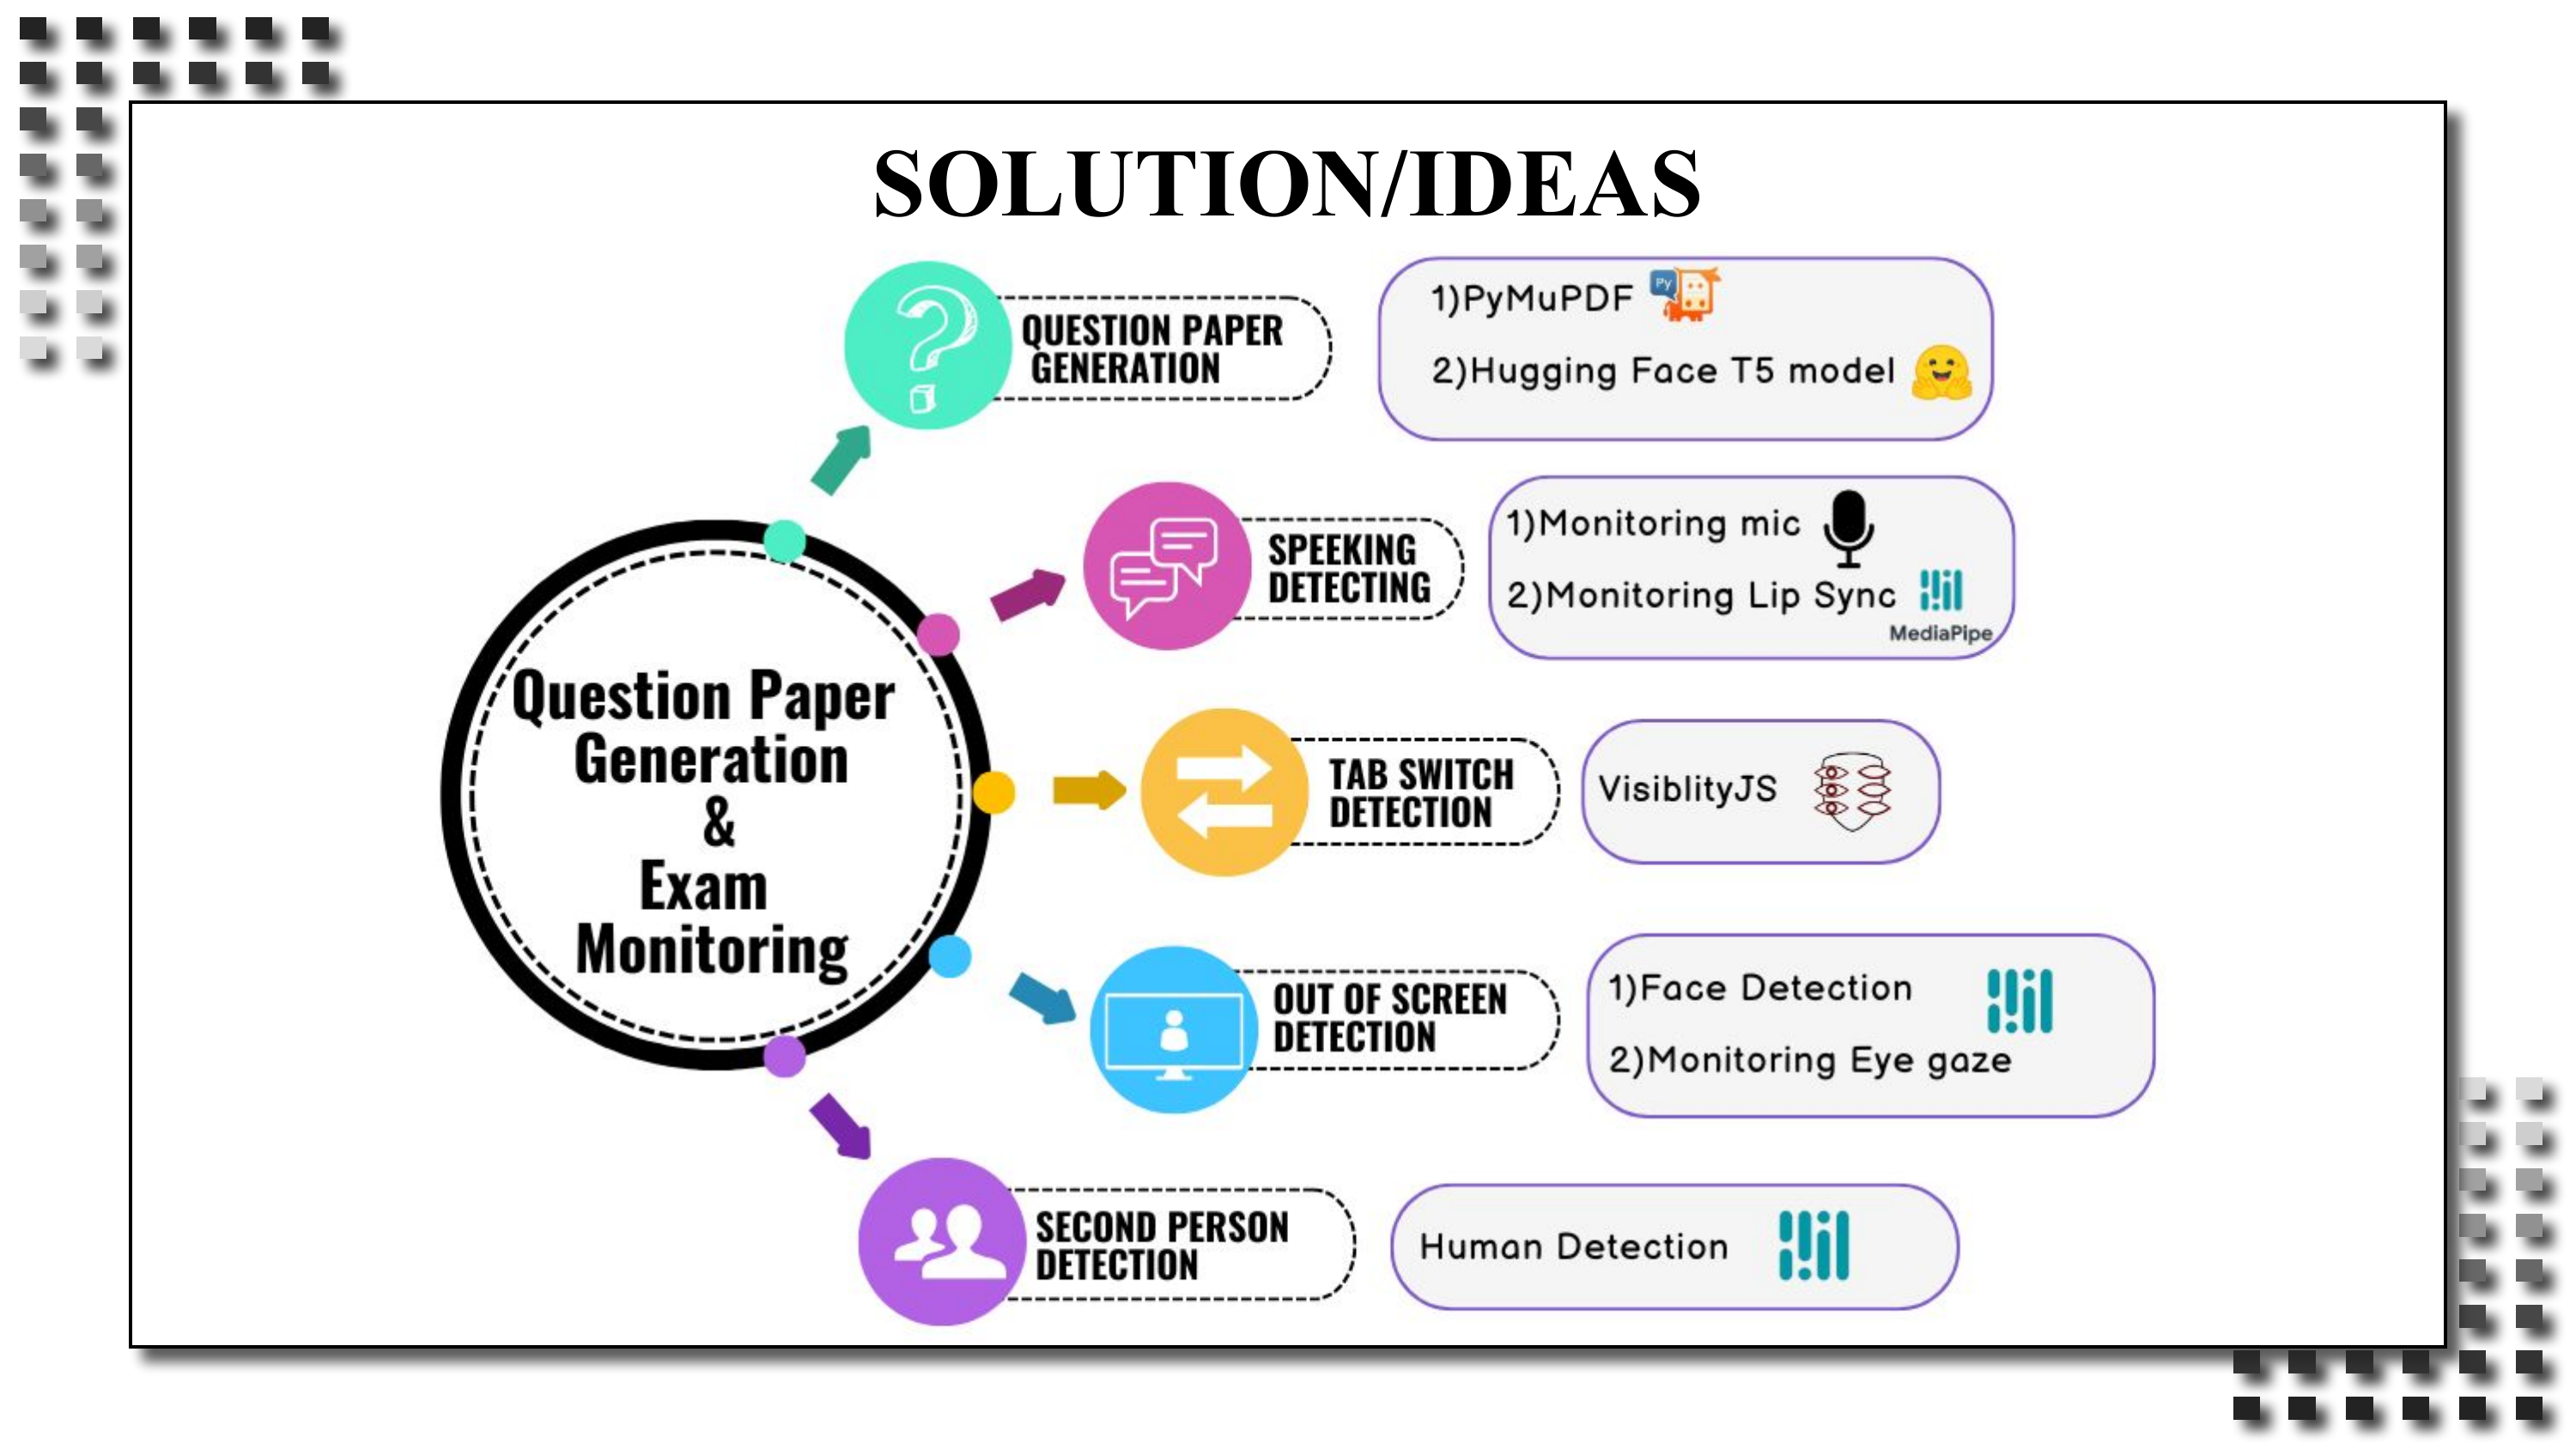 SOLUTION/IDEAS
QUESTION PAPER
GENERATION
1)PyMuPDF
Py
2)Hugging Face T5 model
SPEEKING
DETECTING
1)Monitoring mic
2)Monitoring Lip Sync
MediaPipe
Question Paper
Generation
&
Exam
Monitoring
TAB SWITCH
DETECTION
VisiblityJS
OUT OF SCREEN
DETECTION
1)Face Detection
2)Monitoring Eye gaze
SECOND PERSON
DETECTION
Human Detection